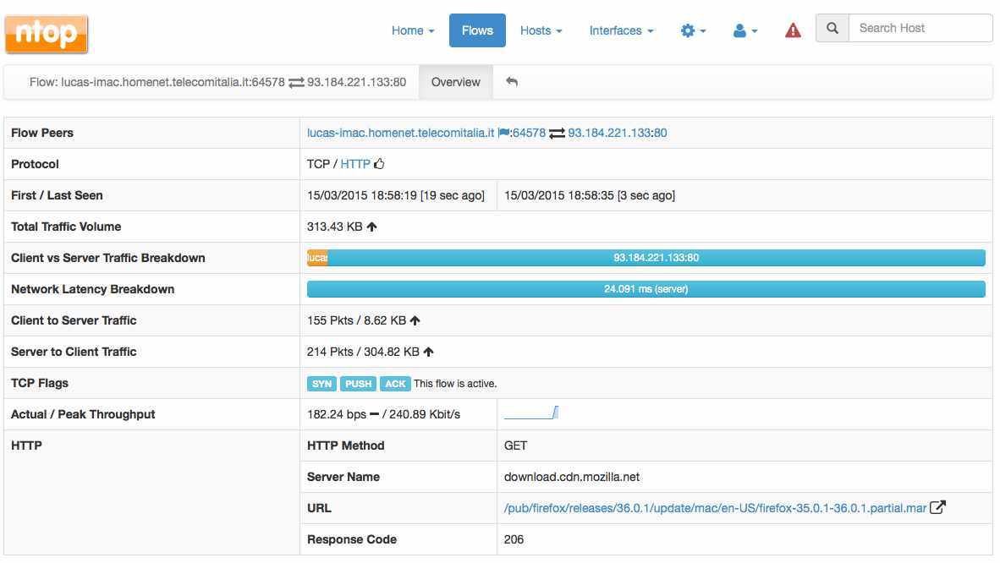 ntop
Home Flows Hosts Interfaces Search Host
Flow: lucas-imac.homenet.telecomitalia.it:64578 93.184.221.133:80 Overview
Flow Peers lucas-imac.homenet.telecomitalia.it :64578 93.184.221.133:80
Protocol TCP / HTTP
First / Last Seen 15/03/2015 18:58:19 [19 sec ago] 15/03/2015 18:58:35 [3 sec ago]
Total Traffic Volume 313.43 KB
Client vs Server Traffic Breakdown lucas 93.184.221.133:80
Network Latency Breakdown 24.091 ms (server)
Client to Server Traffic 155 Pkts / 8.62 KB
Server to Client Traffic 214 Pkts / 304.82 KB
TCP Flags SYN PUSH ACK This flow is active.
Actual / Peak Throughput 182.24 bps / 240.89 Kbit/s
HTTP HTTP Method GET
Server Name download.cdn.mozilla.net
URL /pub/firefox/releases/36.0.1/update/mac/en-US/firefox-35.0.1-36.0.1.partial.mar
Response Code 206